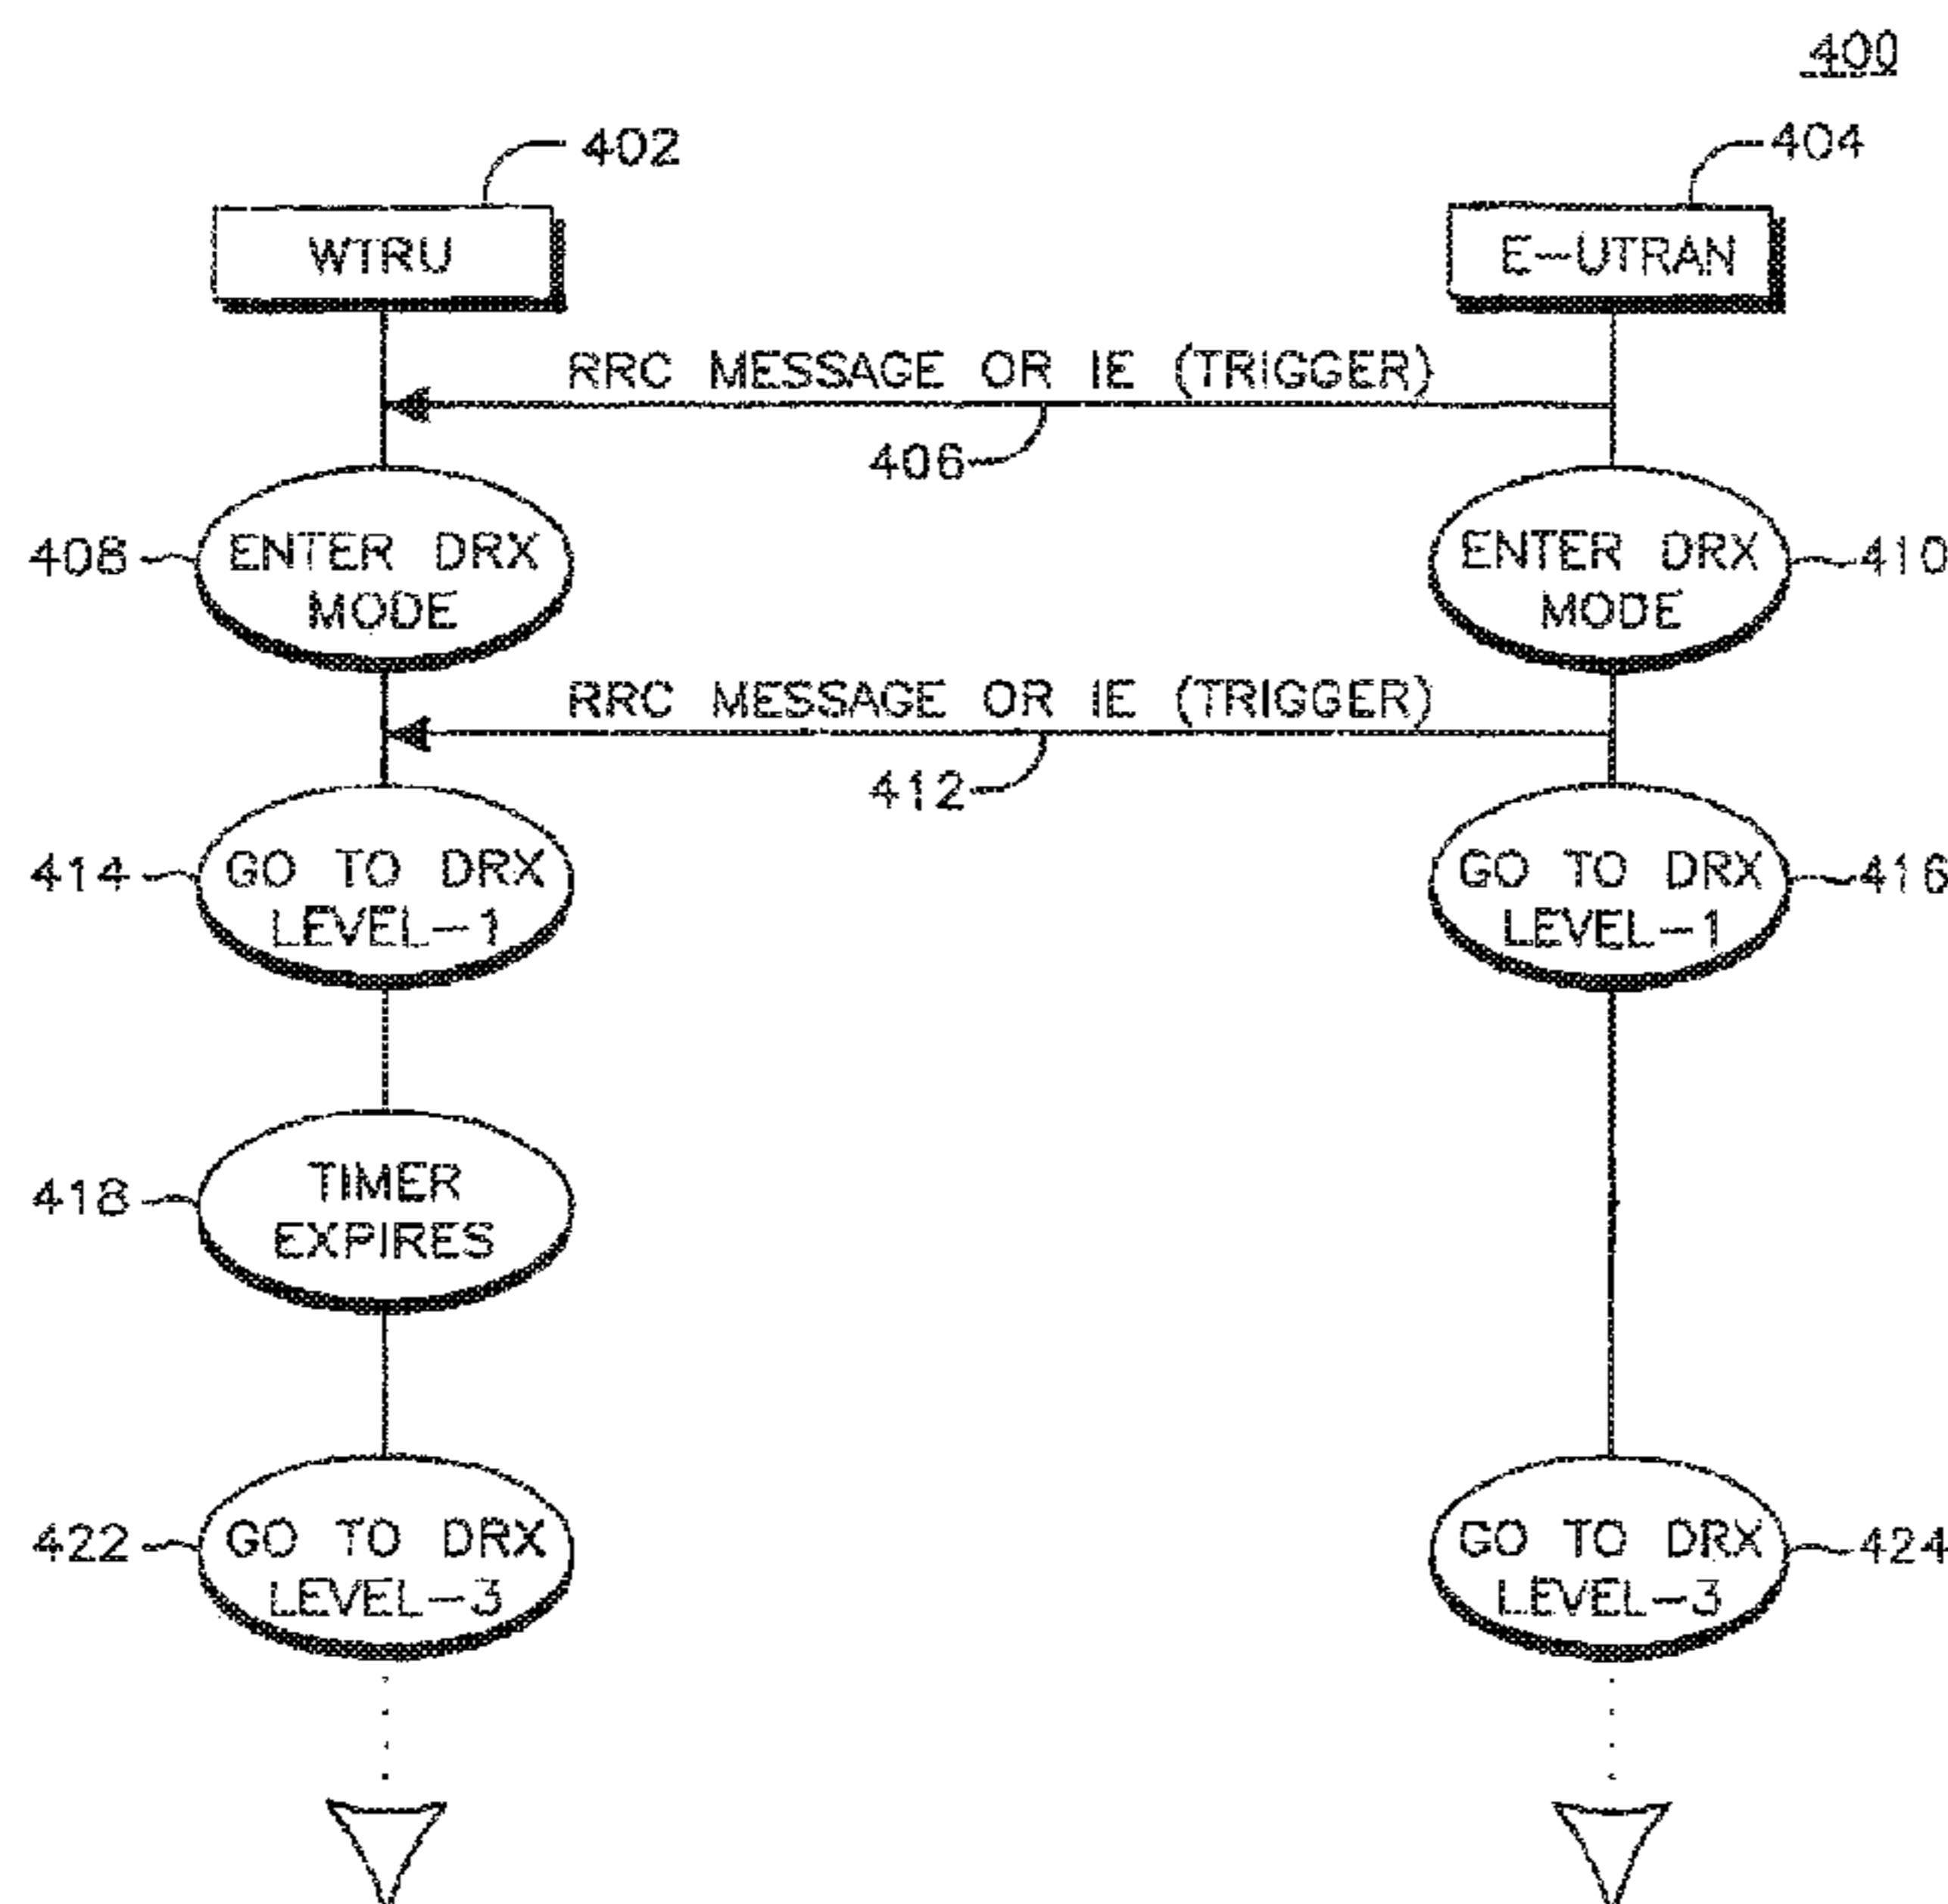 400
402
404
WTRU
E-UTRAN
RRC MESSAGE OR IE (TRIGGER)
406
408
ENTER DRX
MODE
ENTER DRX
MODE
410
RRC MESSAGE OR IE (TRIGGER)
412
414
GO TO DRX
LEVEL-1
GO TO DRX
LEVEL-1
416
418
TIMER
EXPIRES
422
GO TO DRX
LEVEL-3
GO TO DRX
LEVEL-3
424